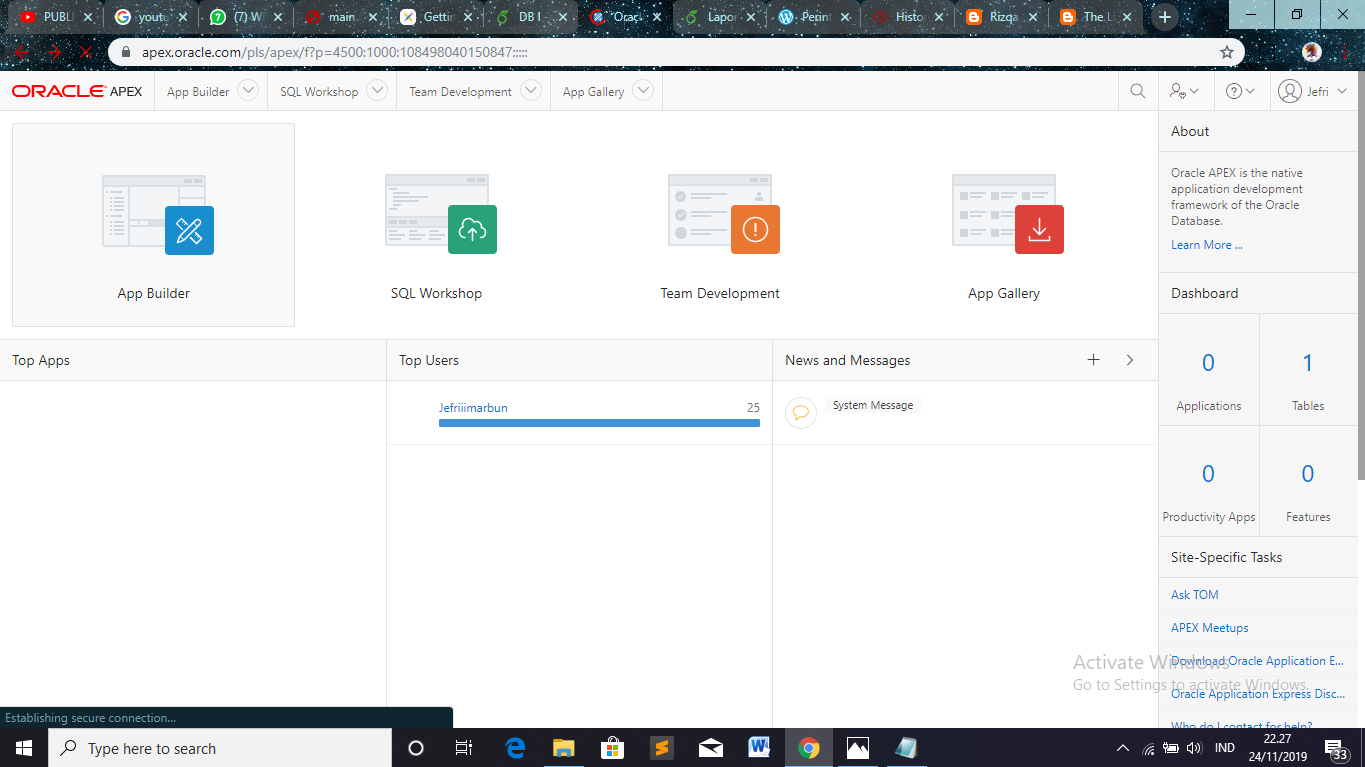 PUBL
youtu
(7) W
main
Gettin
DB I
"Orac
Lapor
Perin
Histo
Rizqa
The L
apex.oracle.com/pls/apex/f?p=4500:1000:108498040150847:::::
ORACLE APEX
App Builder
SQL Workshop
Team Development
App Gallery
Jefri
App Builder
SQL Workshop
Team Development
App Gallery
About
Oracle APEX is the native
application development
framework of the Oracle
Database.
Learn More ...
Dashboard
0
1
Applications
Tables
0
0
Productivity Apps
Features
Top Apps
Top Users
News and Messages
Jefriiimarbun
25
System Message
Site-Specific Tasks
Ask TOM
APEX Meetups
Download Oracle Application E...
Oracle Application Express Disc...
Who do I contact for help?
Activate Windows
Go to Settings to activate Windows.
Establishing secure connection...
Type here to search
IND
22.27
24/11/2019
33